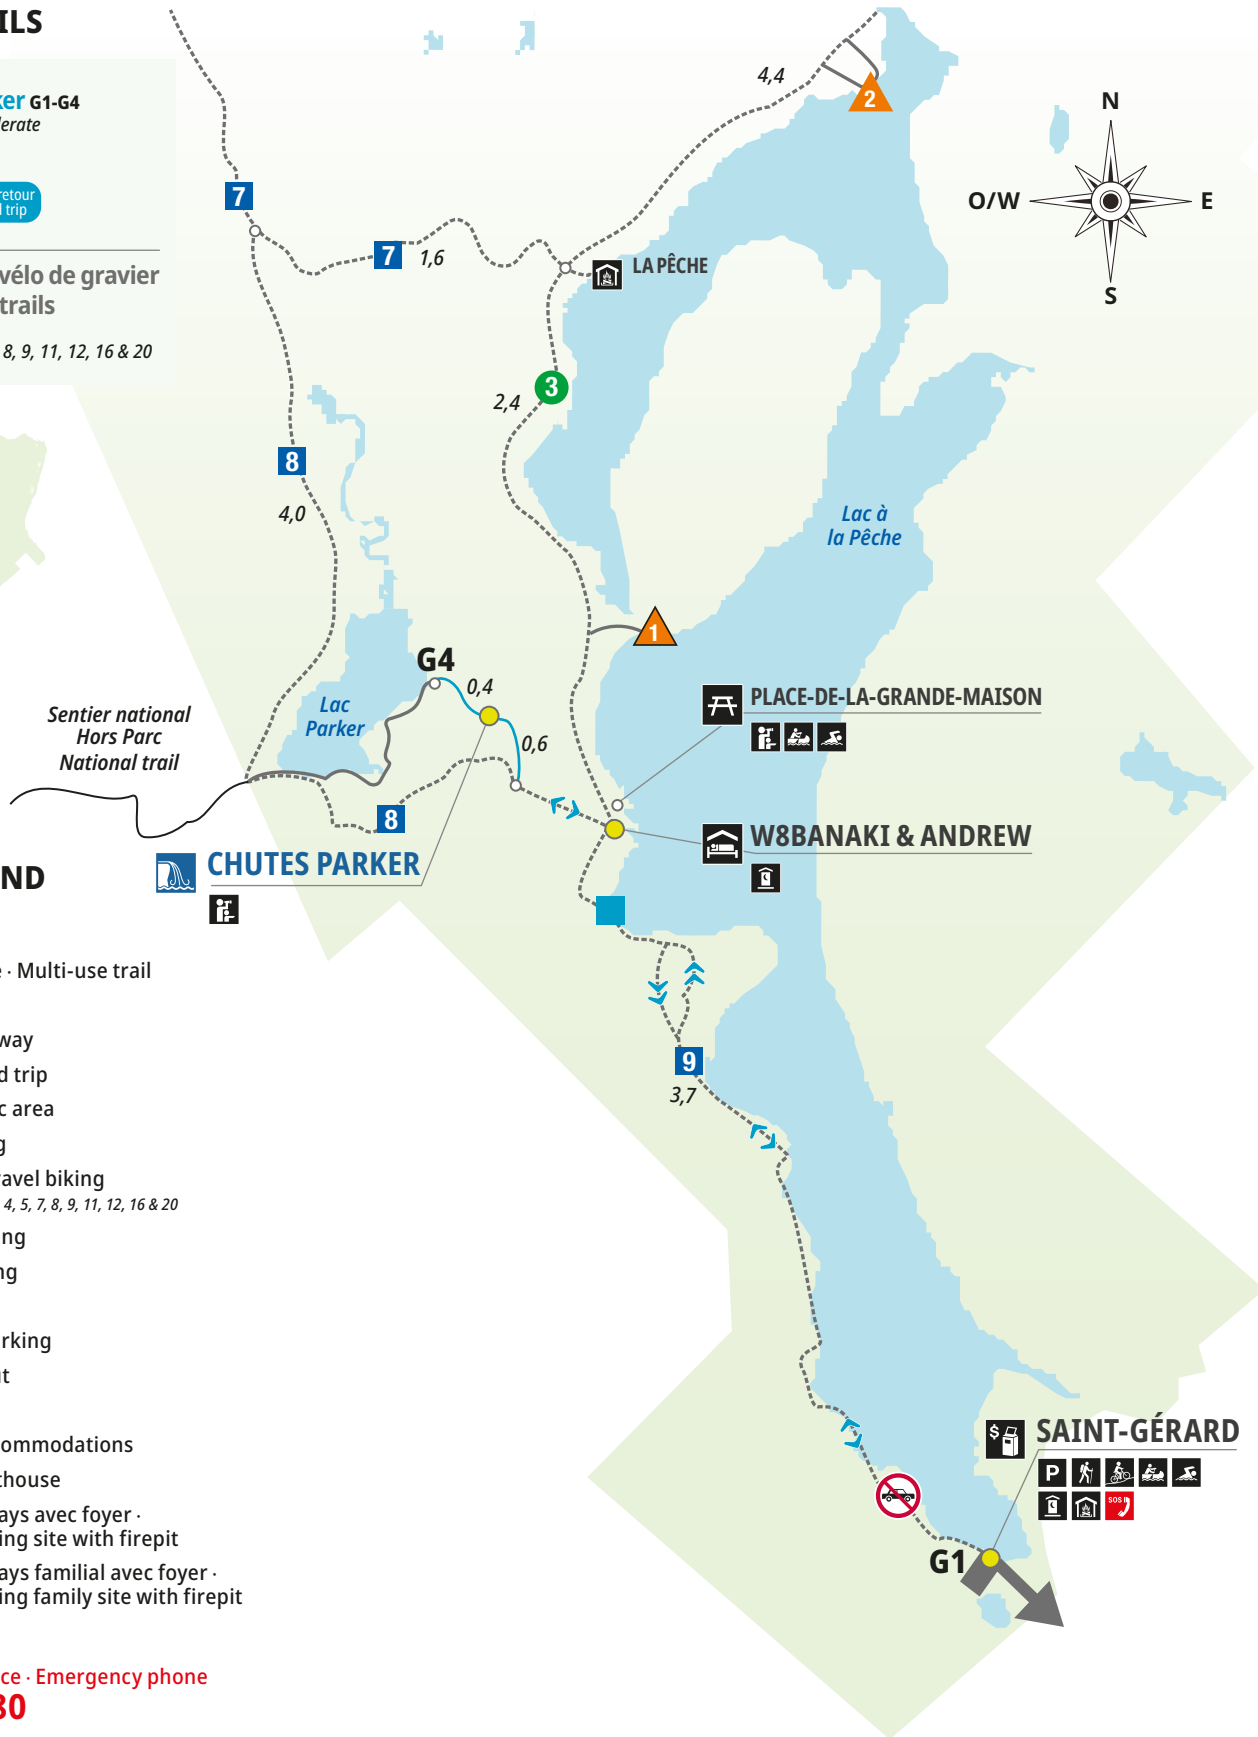 ILS
ker G1-G4
derate
retour
d trip
vélo de gravier
trails
8, 9, 11, 12, 16 & 20
4,4
2
N
O/W
E
S
7
7
1,6
LA PÊCHE
3
2,4
8
4,0
Lac à
la Pêche
1
G4
0,4
Lac
Parker
0,6
Sentier national
Hors Parc
National trail
PLACE-DE-LA-GRANDE-MAISON
8
W8BANAKI & ANDREW
CHUTES PARKER
ND
e · Multi-use trail
way
d trip
c area
g
ravel biking
4, 5, 7, 8, 9, 11, 12, 16 & 20
ing
ng
9
3,7
rking
ut
commodations
thouse
ays avec foyer ·
ing site with firepit
ays familial avec foyer ·
ing family site with firepit
$
SAINT-GÉRARD
P
SOS
G1
ce · Emergency phone
80